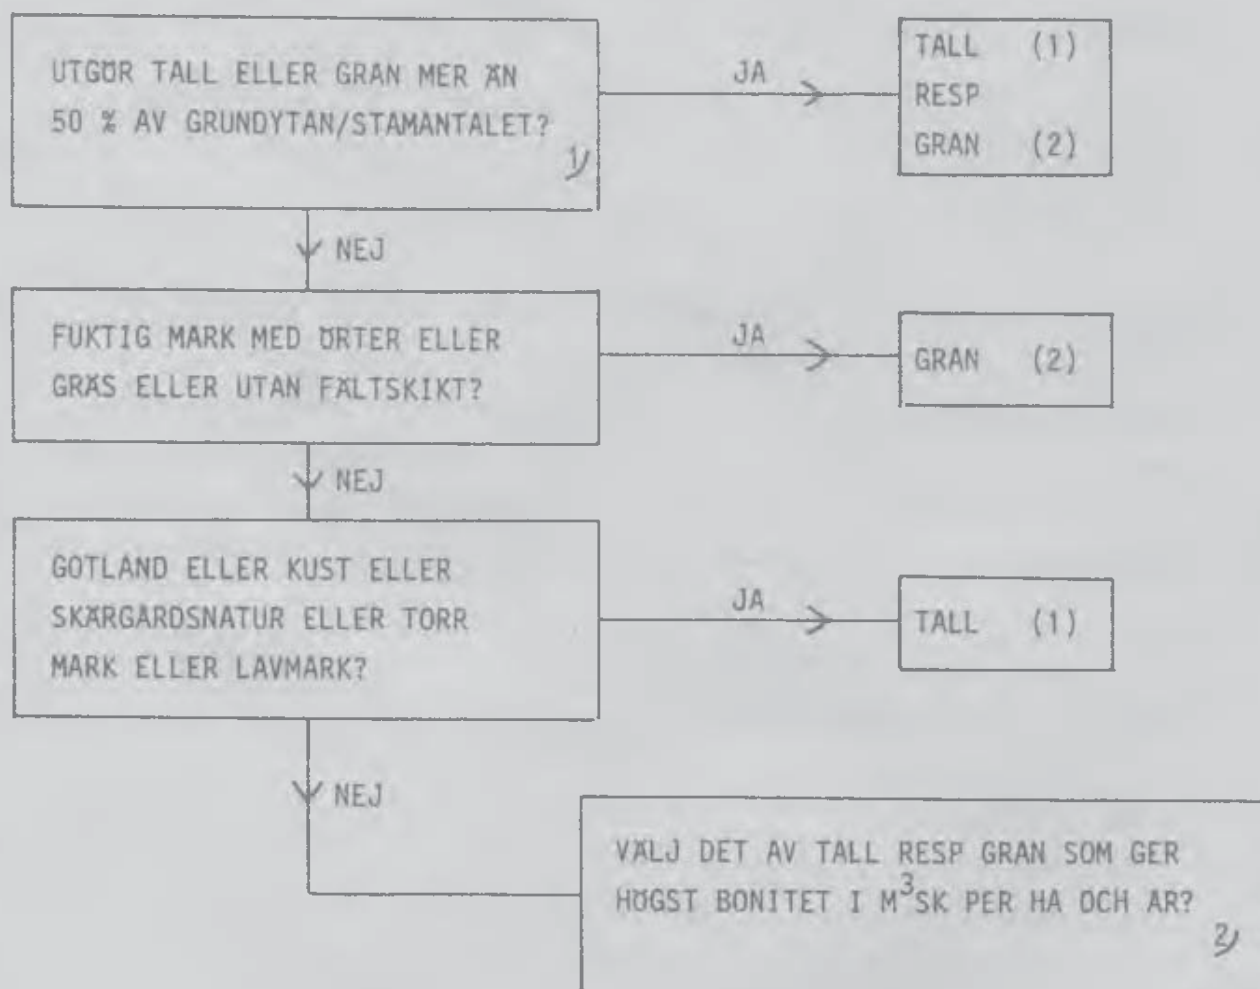 UTGÖR TALL ELLER GRAN MER ÄN
50 % AV GRUNDYTAN/STAMANTALET?
1)
JA
TALL (1)
RESP
GRAN (2)
NEJ
FUKTIG MARK MED ÖRTER ELLER
GRÄS ELLER UTAN FÄLTSKIKT?
JA
GRAN (2)
NEJ
GOTLAND ELLER KUST ELLER
SKÄRGÅRDSNATUR ELLER TORR
MARK ELLER LAVMARK?
JA
TALL (1)
NEJ
VÄLJ DET AV TALL RESP GRAN SOM GER
HÖGST BONITET I M³SK PER HA OCH ÅR?
2)